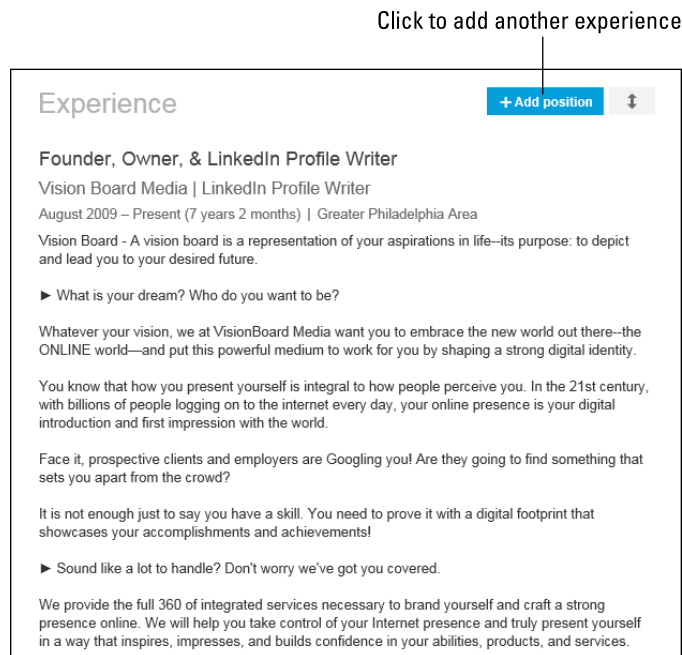 Click to add another experience
Experience
+ Add position
Founder, Owner, & LinkedIn Profile Writer
Vision Board Media | LinkedIn Profile Writer
August 2009 – Present (7 years 2 months) | Greater Philadelphia Area
Vision Board - A vision board is a representation of your aspirations in life--its purpose: to depict
and lead you to your desired future.
► What is your dream? Who do you want to be?
Whatever your vision, we at VisionBoard Media want you to embrace the new world out there--the
ONLINE world—and put this powerful medium to work for you by shaping a strong digital identity.
You know that how you present yourself is integral to how people perceive you. In the 21st century,
with billions of people logging on to the internet every day, your online presence is your digital
introduction and first impression with the world.
Face it, prospective clients and employers are Googling you! Are they going to find something that
sets you apart from the crowd?
It is not enough just to say you have a skill. You need to prove it with a digital footprint that
showcases your accomplishments and achievements!
► Sound like a lot to handle? Don't worry we've got you covered.
We provide the full 360 of integrated services necessary to brand yourself and craft a strong
presence online. We will help you take control of your Internet presence and truly present yourself
in a way that inspires, impresses, and builds confidence in your abilities, products, and services.